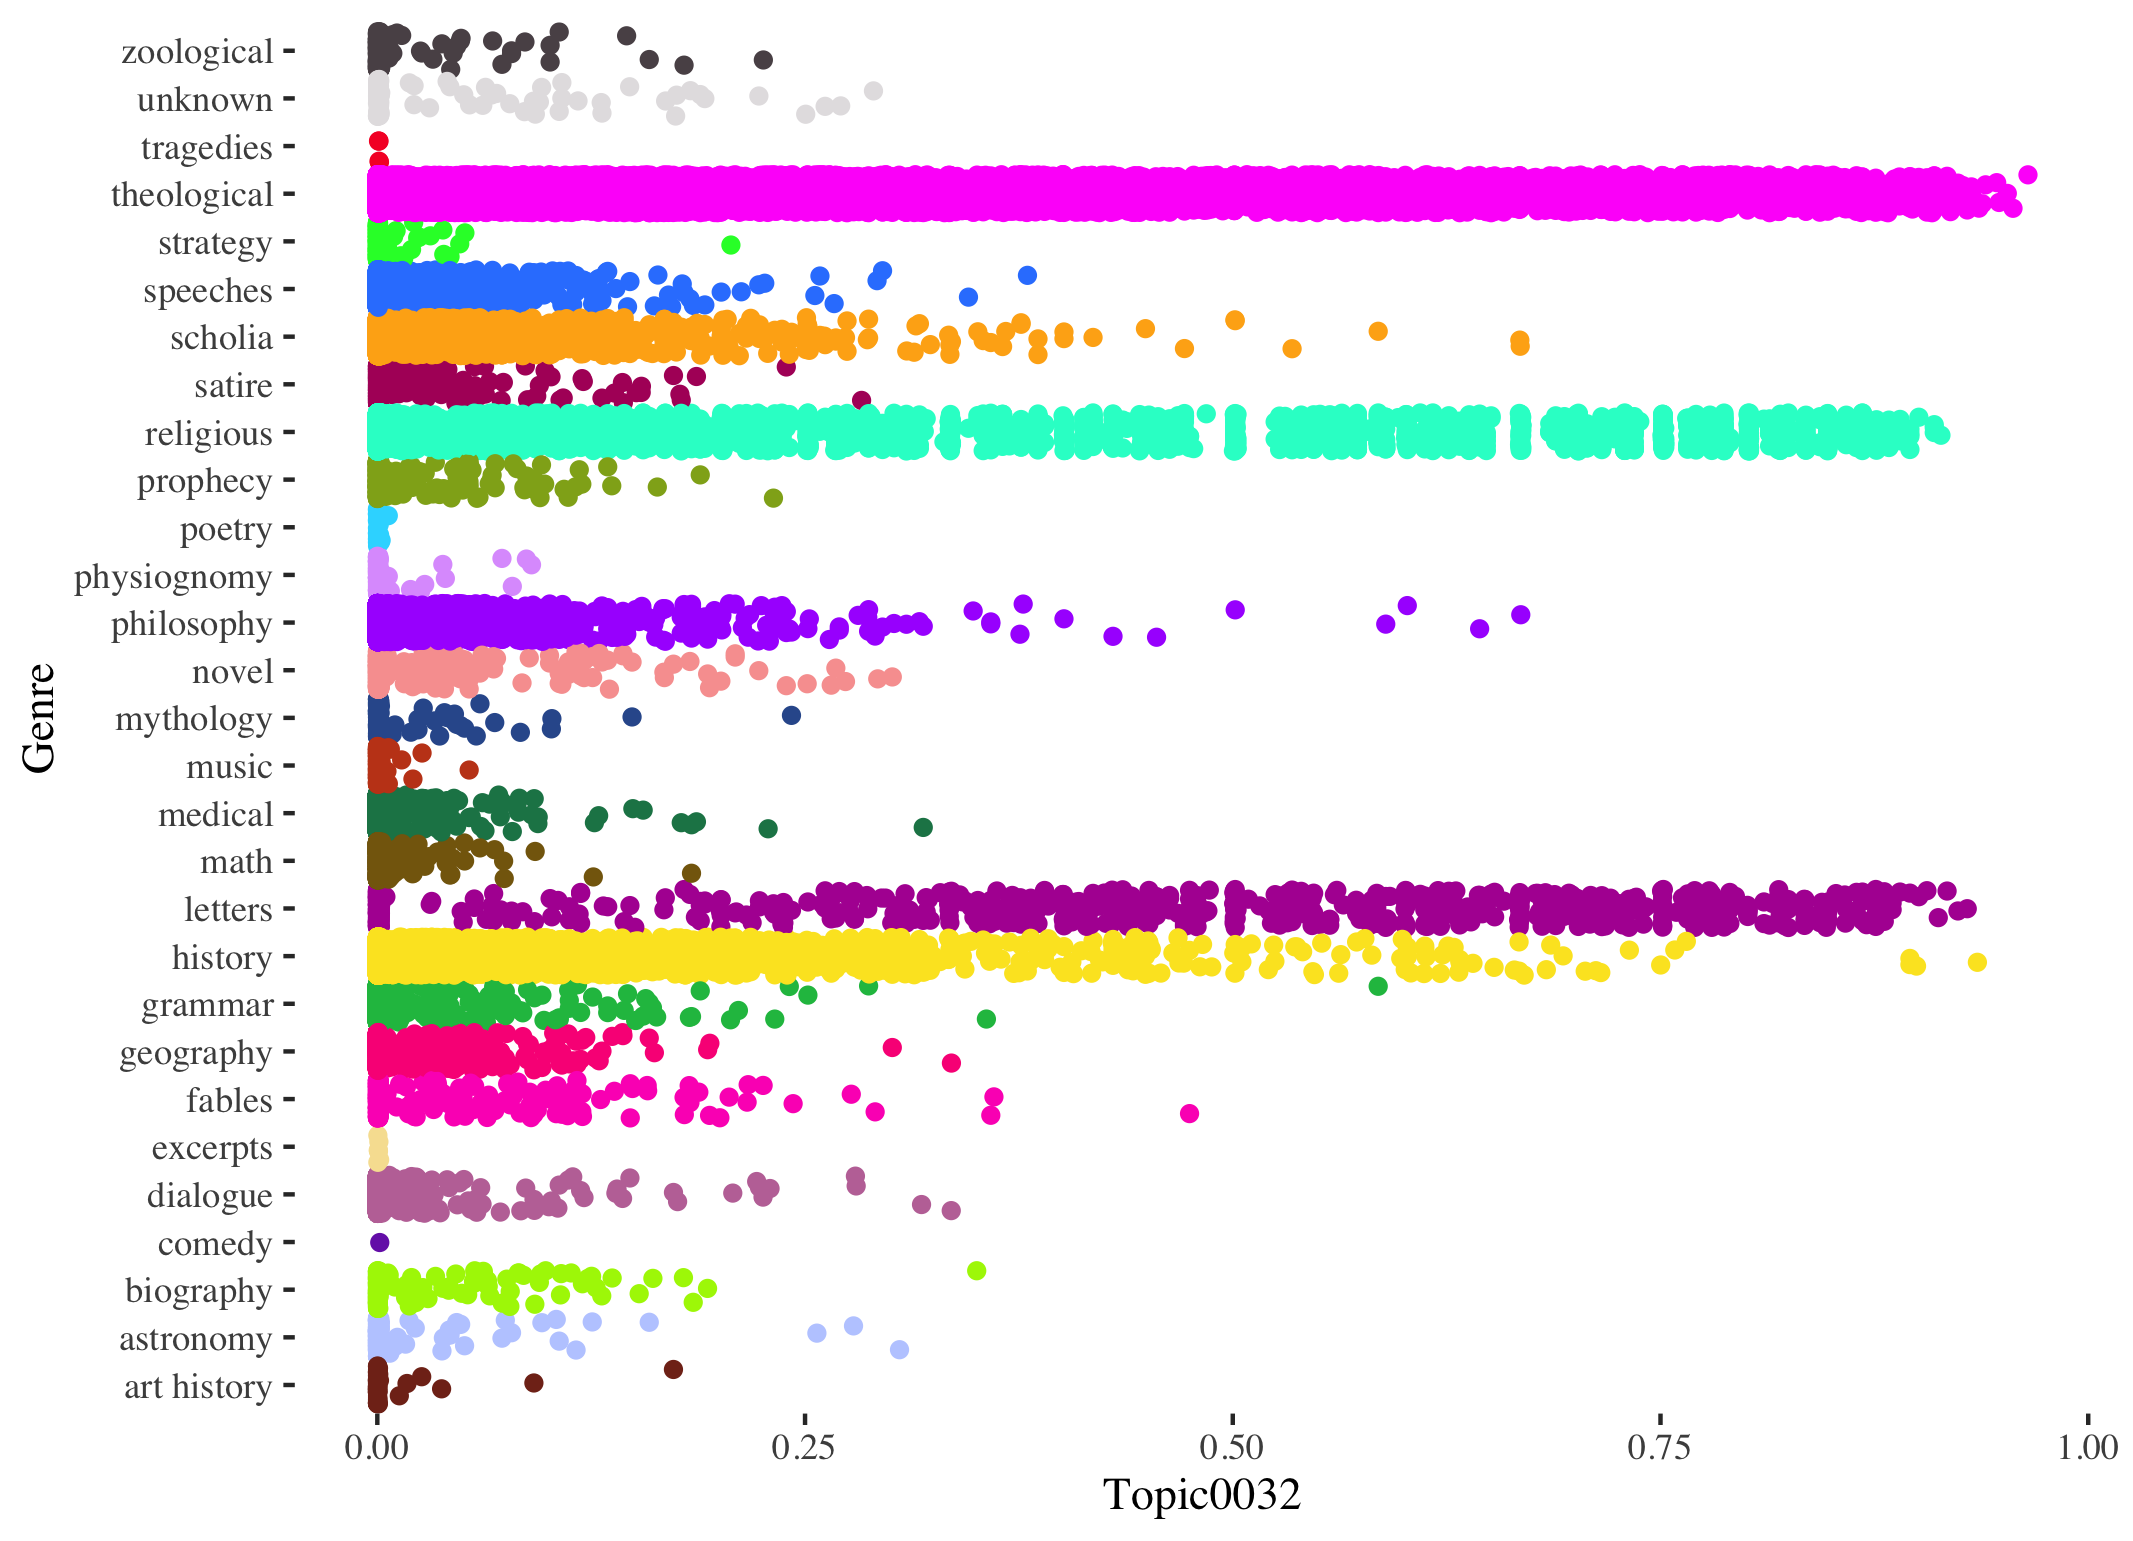 Genre
zoological
unknown
tragedies
theological
strategy
speeches
scholia
satire
religious
prophecy
poetry
physiognomy
philosophy
novel
mythology
music
medical
math
letters
history
grammar
geography
fables
excerpts
dialogue
comedy
biography
astronomy
art history
0.00 0.25 0.50 0.75 1.00
Topic0032